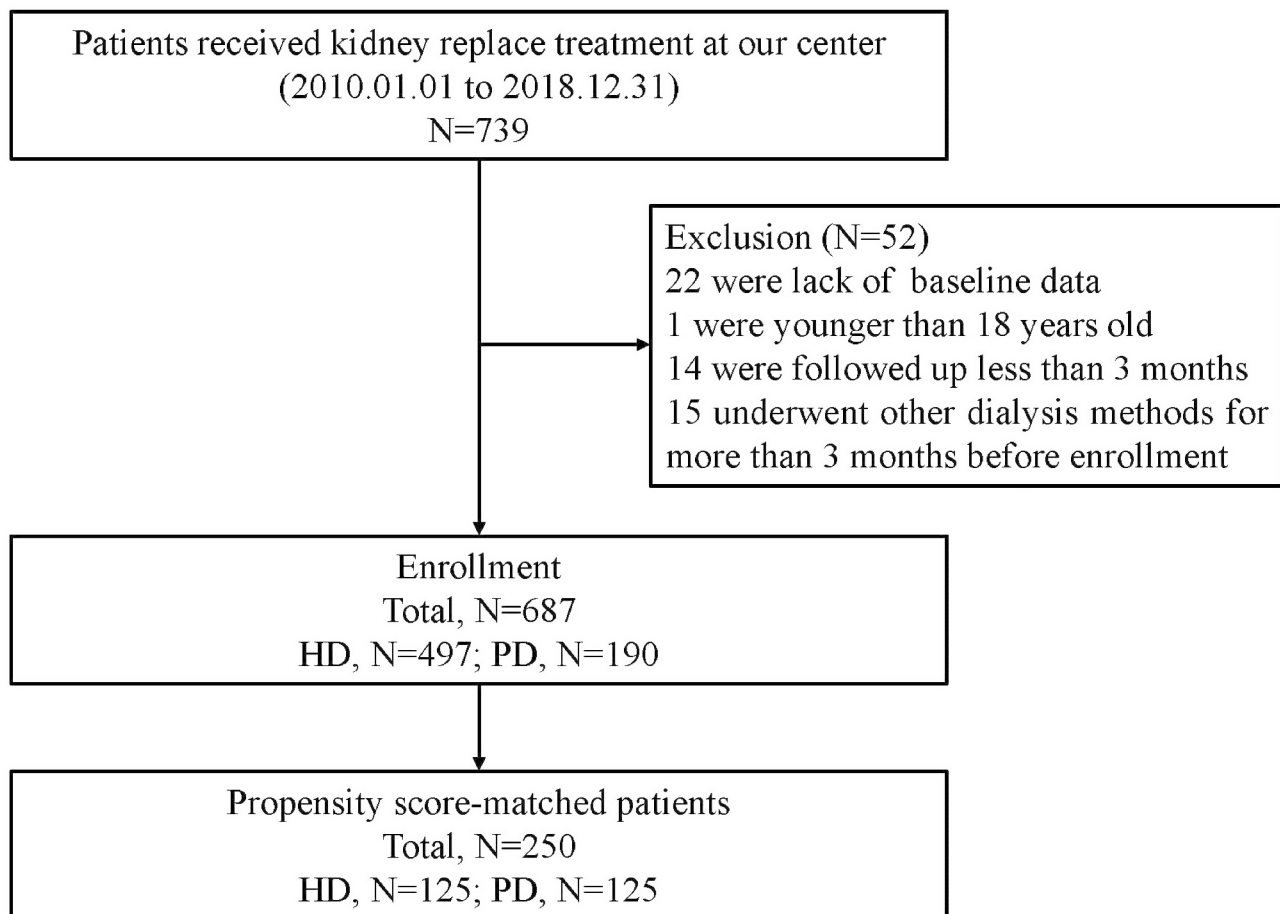 Patients received kidney replace treatment at our center
(2010.01.01 to 2018.12.31)
N=739
Exclusion (N=52)
22 were lack of baseline data
1 were younger than 18 years old
14 were followed up less than 3 months
15 underwent other dialysis methods for
more than 3 months before enrollment
Enrollment
Total, N=687
HD, N=497; PD, N=190
Propensity score-matched patients
Total, N=250
HD, N=125; PD, N=125